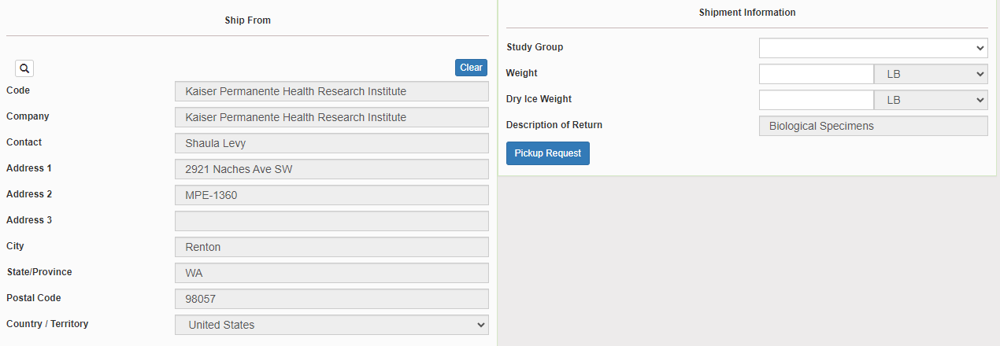 Ship From
Clear
Code Kaiser Permanente Health Research Institute
Company Kaiser Permanente Health Research Institute
Contact Shaula Levy
Address 1 2921 Naches Ave SW
Address 2 MPE-1360
Address 3
City Renton
State/Province WA
Postal Code 98057
Country / Territory United States
Shipment Information
Study Group
Weight LB
Dry Ice Weight LB
Description of Return Biological Specimens
Pickup Request